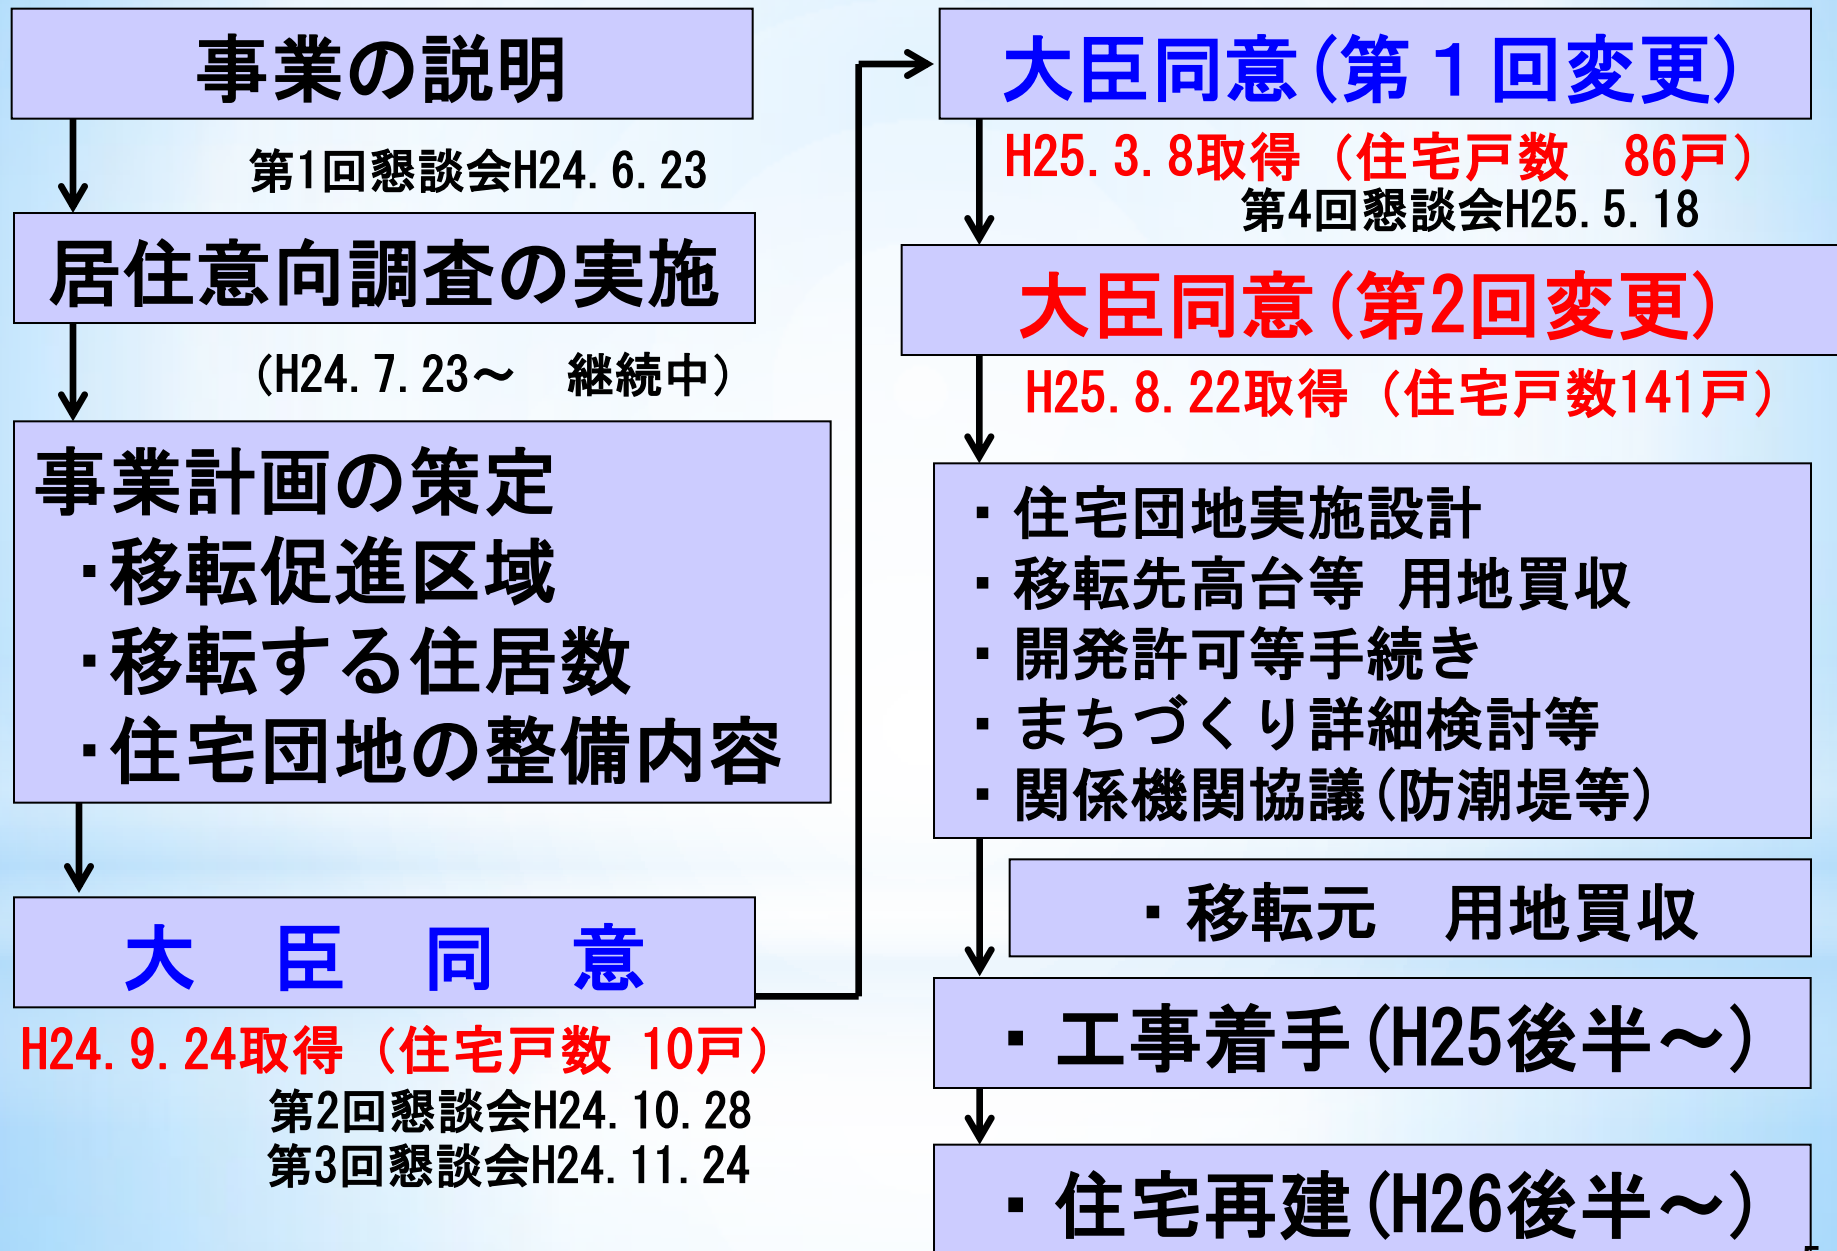 事業の説明
第1回懇談会H24.6.23
居住意向調査の実施
(H24.7.23～　継続中)
事業計画の策定
・移転促進区域
・移転する住居数
・住宅団地の整備内容
大　臣　同　意
H24.9.24取得（住宅戸数 10戸）
第2回懇談会H24.10.28
第3回懇談会H24.11.24
大臣同意(第１回変更)
H25.3.8取得（住宅戸数　86戸）
第4回懇談会H25.5.18
大臣同意(第2回変更)
H25.8.22取得（住宅戸数141戸）
・住宅団地実施設計
・移転先高台等 用地買収
・開発許可等手続き
・まちづくり詳細検討等
・関係機関協議(防潮堤等)
・移転元　用地買収
・工事着手(H25後半～)
・住宅再建(H26後半～)